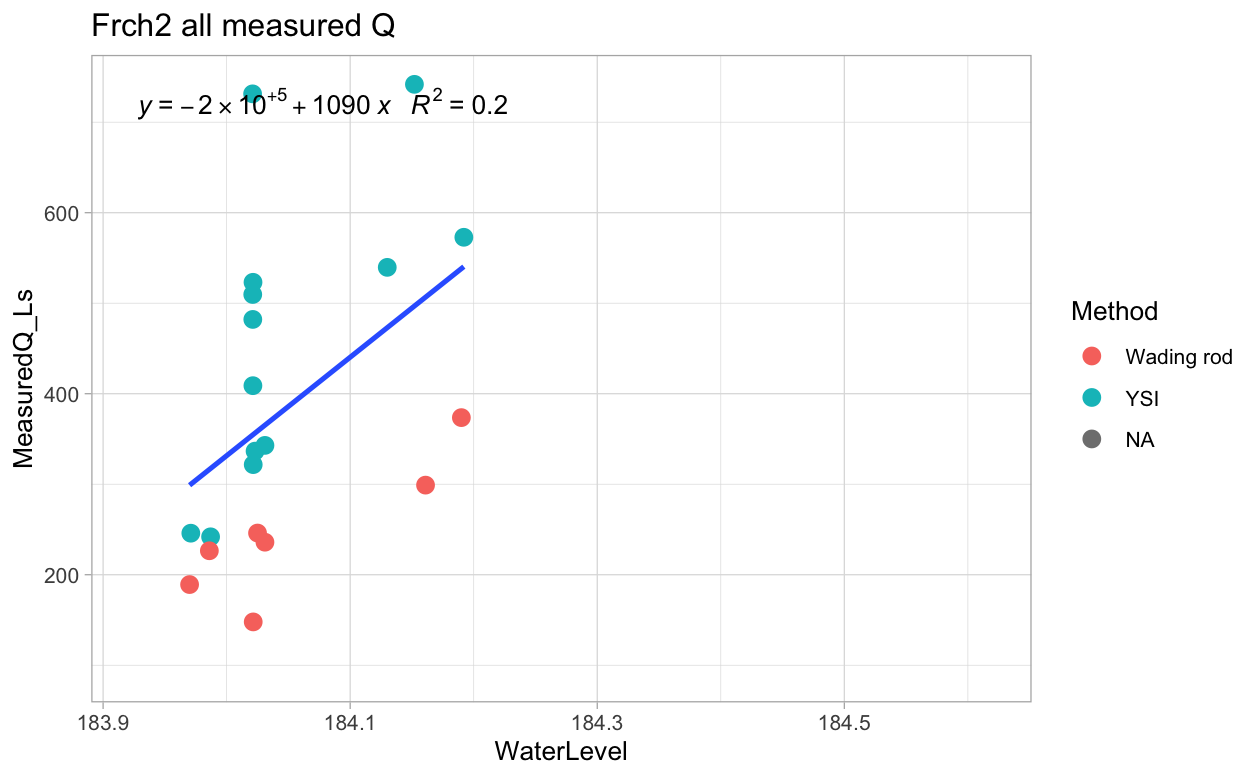 Frch2 all measured Q
y = −2 × 10⁺⁵ + 1090 x R² = 0.2
600
400
200
MeasuredQ_Ls
183.9 184.1 184.3 184.5
WaterLevel
Method
Wading rod
YSI
NA